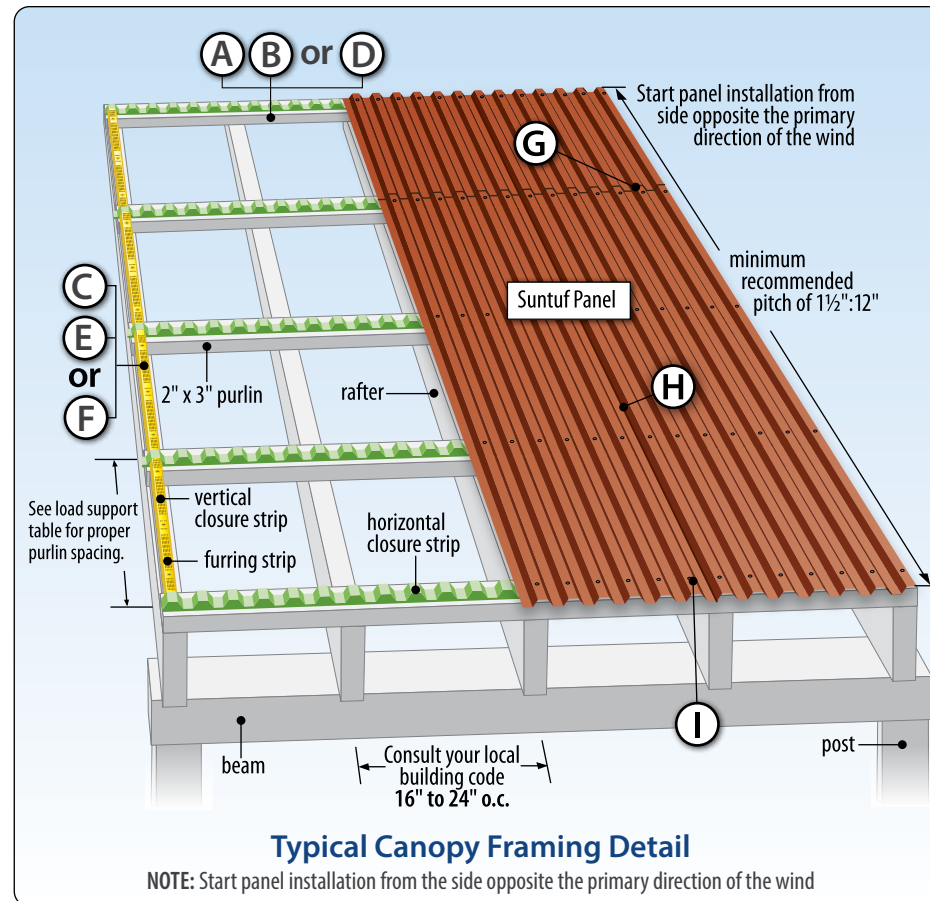 A B or D
Start panel installation from
side opposite the primary
direction of the wind
G
minimum
recommended
pitch of 1½":12"
Suntuf Panel
C
E
or
F
2" x 3" purlin
rafter
H
See load support
table for proper
purlin spacing.
vertical
closure strip
furring strip
horizontal
closure strip
I
beam
Consult your local
building code
16" to 24" o.c.
post
Typical Canopy Framing Detail
NOTE: Start panel installation from the side opposite the primary direction of the wind